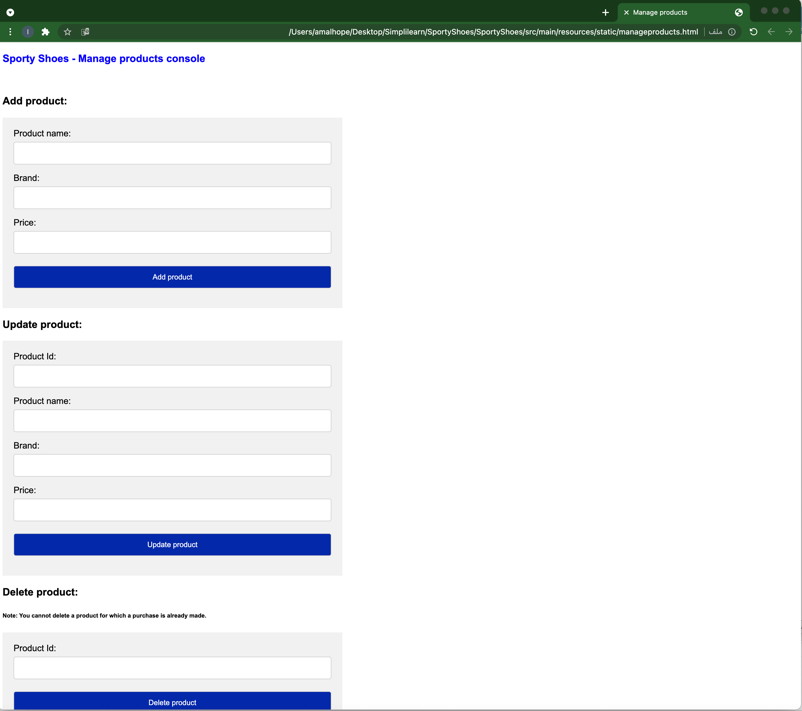 Manage products
/Users/amalhope/Desktop/Simplilearn/SportyShoes/SportyShoes/src/main/resources/static/manageproducts.html | ملف
Sporty Shoes - Manage products console
Add product:
Product name:
Brand:
Price:
Add product
Update product:
Product Id:
Product name:
Brand:
Price:
Update product
Delete product:
Note: You cannot delete a product for which a purchase is already made.
Product Id:
Delete product